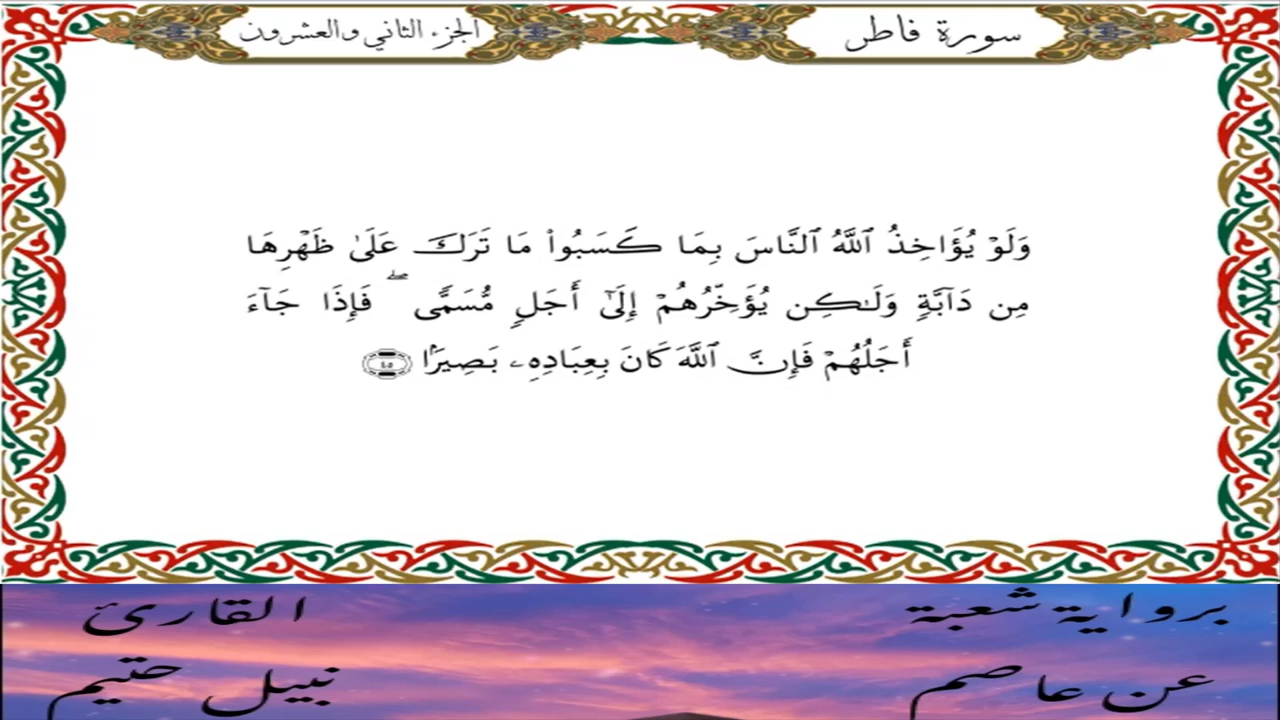 سورة فاطر
الجزء الثاني والعشرون
وَلَوْ يُؤَاخِذُ ٱللَّهُ ٱلنَّاسَ بِمَا كَسَبُوا۟ مَا تَرَكَ عَلَىٰ ظَهْرِهَا
مِن دَآبَّةٍۢ وَلَـٰكِن يُؤَخِّرُهُمْ إِلَىٰٓ أَجَلٍۢ مُّسَمًّى ۖ فَإِذَا جَآءَ
أَجَلُهُمْ فَإِنَّ ٱللَّهَ كَانَ بِعِبَادِهِۦ بَصِيرًۢا ٤٥
برواية شعبة
عن عاصم
القارئ
نبيل حتيم